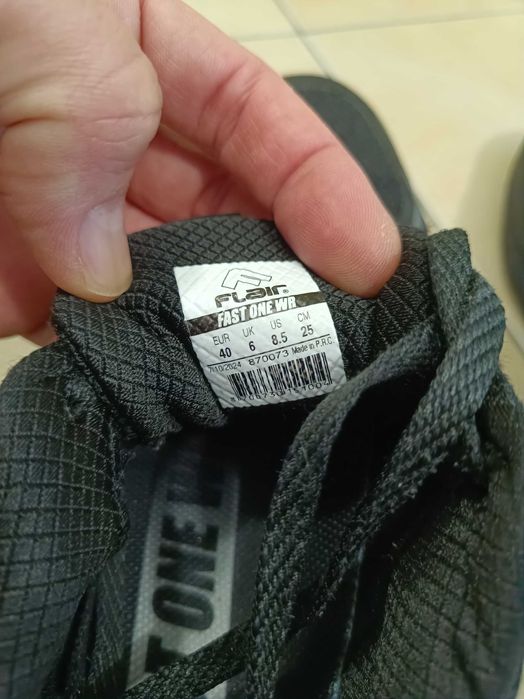 FLair®
FAST ONE WR
EUR UK US CM
40 6 8.5 25
10/2024 870073 Made in P.R.C.
T ONE W